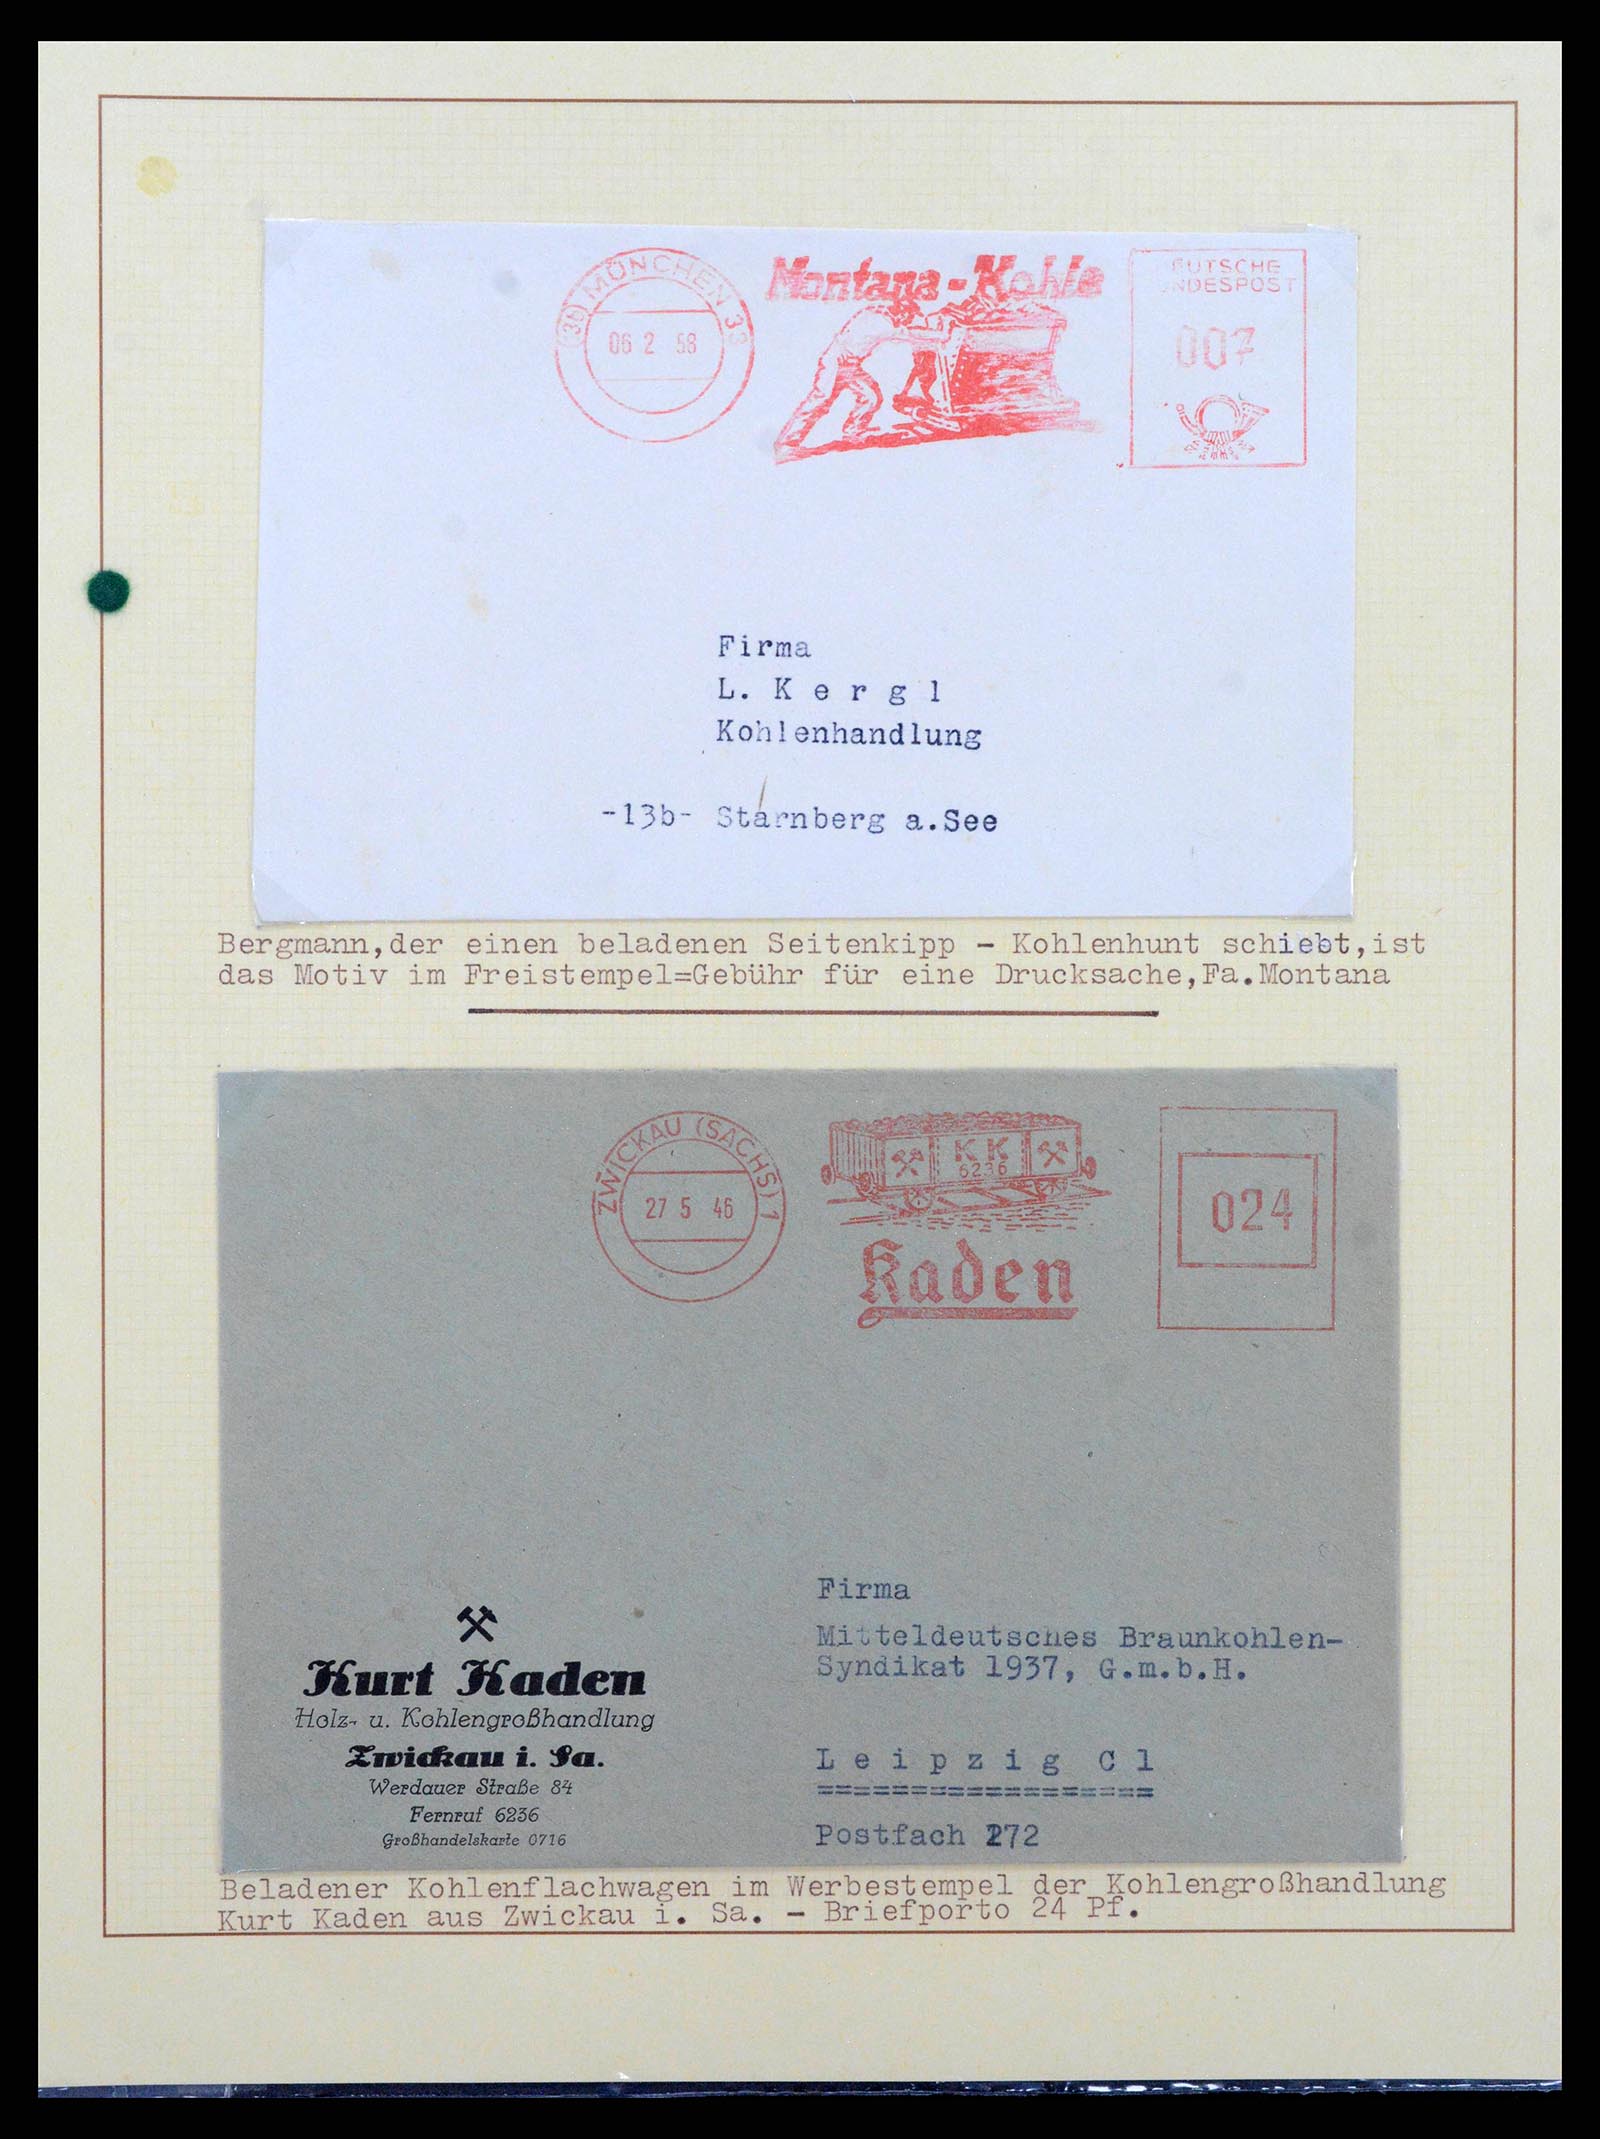 MÜNCHEN 33
06 2 58
Montana-Kohle
EUTSCHE
NDESPOST
007
Firma
L. K e r g l
Kohlenhandlung
-13b- Starnberg a.See
Bergmann,der einen beladenen Seitenkipp - Kohlenhunt schiebt,ist
das Motiv im Freistempel=Gebühr für eine Drucksache,Fa.Montana
ZWICKAU (SACHS) 1
27 5 46
KK
6236
Kaden
024
Firma
Mitteldeutsches Braunkohlen-
Syndikat 1937, G.m.b.H.
L e i p z i g C 1
==================
Postfach 272
Kurt Kaden
Holz- u. Kohlengroßhandlung
Zwickau i. Sa.
Werdauer Straße 84
Fernruf 6236
Großhandelskarte 0716
Beladener Kohlenflachwagen im Werbestempel der Kohlengroßhandlung
Kurt Kaden aus Zwickau i. Sa. - Briefporto 24 Pf.